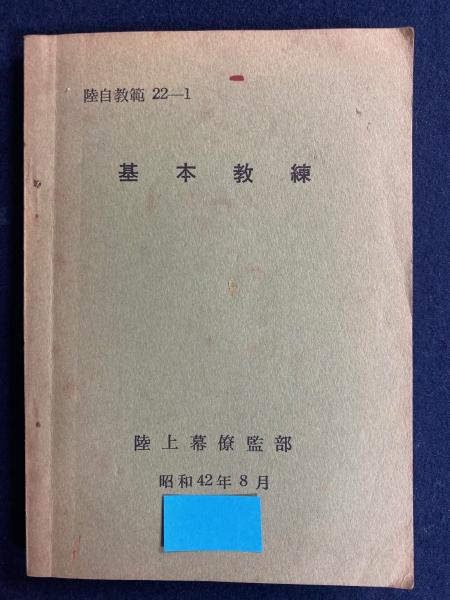 陸自教範 22—1
基本教練
陸上幕僚監部
昭和42年8月